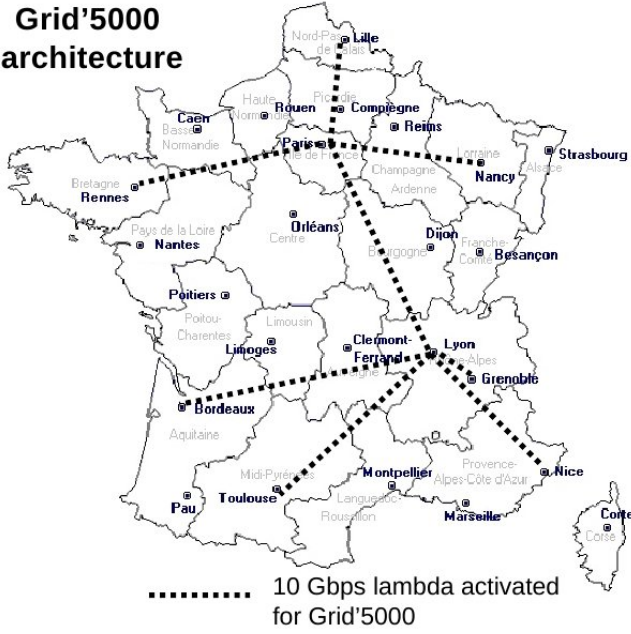 Grid'5000
architecture
Nord-Pas
de Calais
Lille
Haute
Normandie
Rouen
Picardie
Compiegne
Caen
Basse
Normandie
Reims
Paris
Ile de France
Lorraine
Nancy
Alsace
Strasbourg
Champagne
Ardenne
Bretagne
Rennes
Pays de la Loire
Nantes
Orléans
Centre
Dijon
Bourgogne
Franche-
Comté
Besançon
Poitiers
Poitou-
Charentes
Limousin
Limoges
Clermont-
Ferrand
Auvergne
Lyon
Rhône-Alpes
Grenoble
Bordeaux
Aquitaine
Midi-Pyrénées
Toulouse
Pau
Montpellier
Languedoc-
Roussillon
Provence-
Alpes-Côte d'Azur
Nice
Marseille
Corte
Corse
10 Gbps lambda activated
for Grid'5000